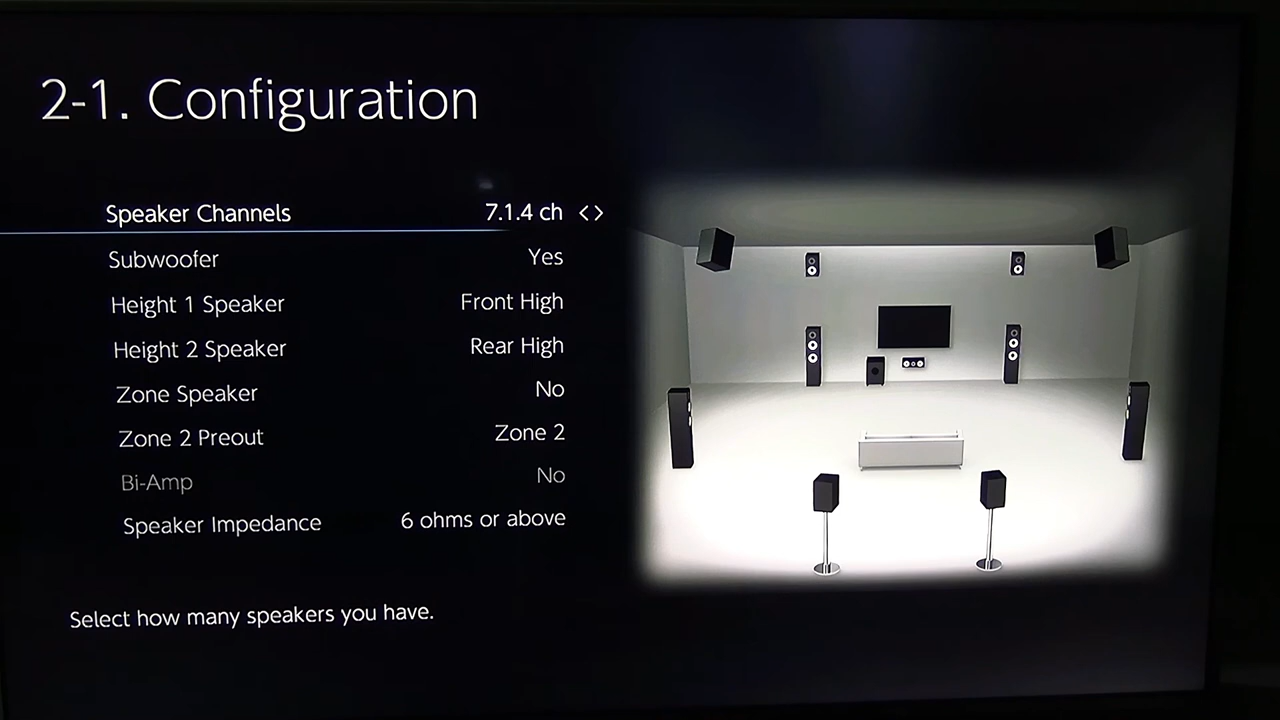 2-1. Configuration
Speaker Channels 7.1.4 ch <>
Subwoofer Yes
Height 1 Speaker Front High
Height 2 Speaker Rear High
Zone Speaker No
Zone 2 Preout Zone 2
Bi-Amp No
Speaker Impedance 6 ohms or above
Select how many speakers you have.